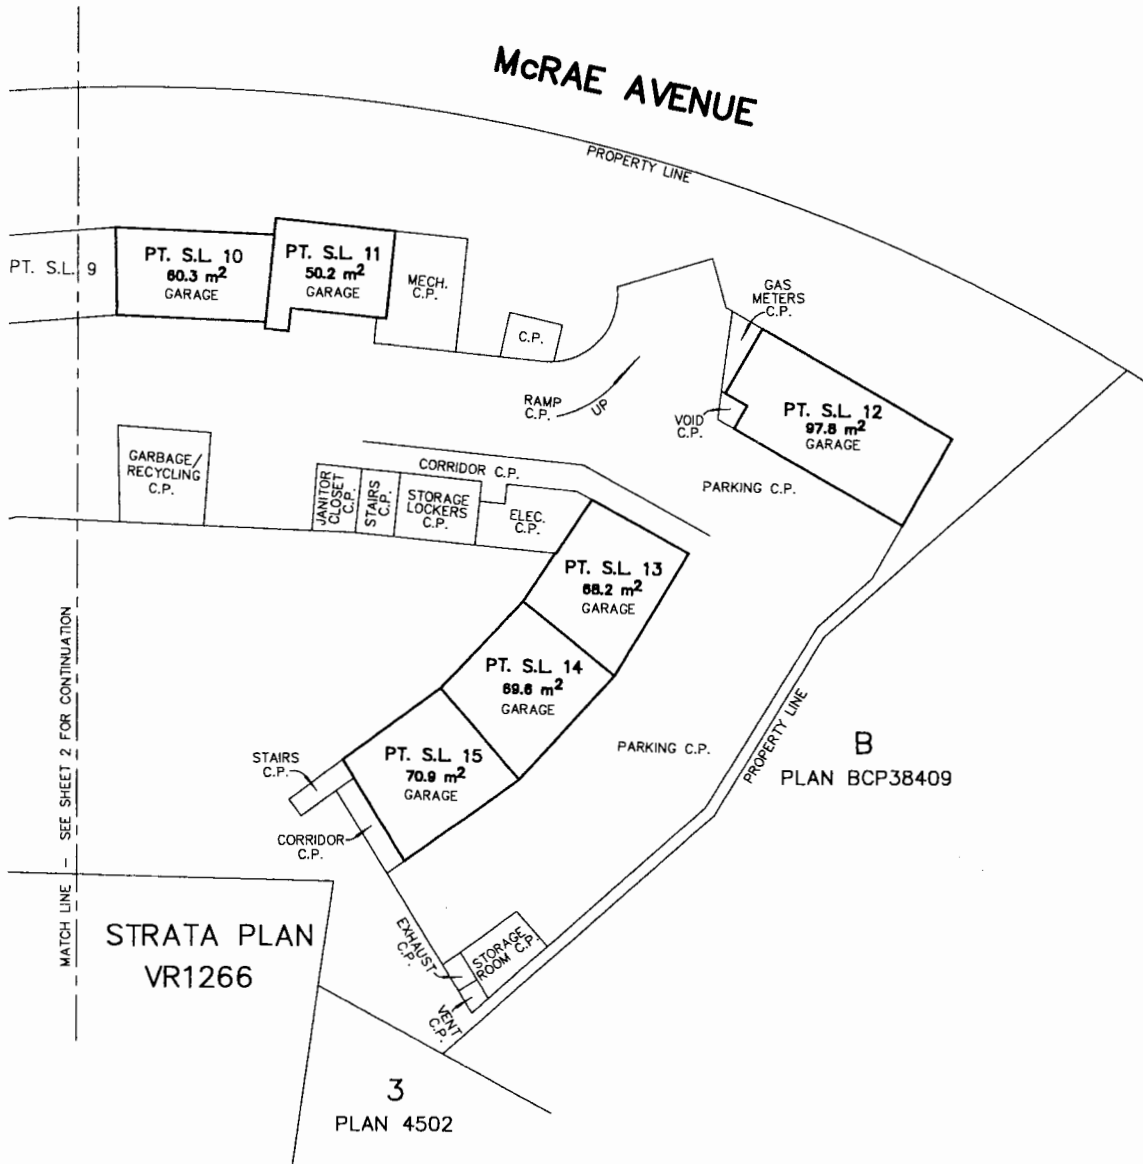 McRAE AVENUE
PROPERTY LINE
PT. S.L. 9
PT. S.L. 10
60.3 m²
GARAGE
PT. S.L. 11
50.2 m²
GARAGE
MECH.
C.P.
C.P.
GAS
METERS
C.P.
RAMP
C.P.
UP
VOID
C.P.
PT. S.L. 12
97.8 m²
GARAGE
GARBAGE/
RECYCLING
C.P.
CORRIDOR C.P.
PARKING C.P.
JANITOR
CLOSET
C.P.
STAIRS
C.P.
STORAGE
LOCKERS
C.P.
ELEC.
C.P.
PT. S.L. 13
68.2 m²
GARAGE
PT. S.L. 14
69.6 m²
GARAGE
PT. S.L. 15
70.9 m²
GARAGE
STAIRS
C.P.
CORRIDOR
C.P.
PARKING C.P.
PROPERTY LINE
B
PLAN BCP38409
MATCH LINE - SEE SHEET 2 FOR CONTINUATION
STRATA PLAN
VR1266
EXHAUST
C.P.
STORAGE
ROOM C.P.
VENT
C.P.
3
PLAN 4502